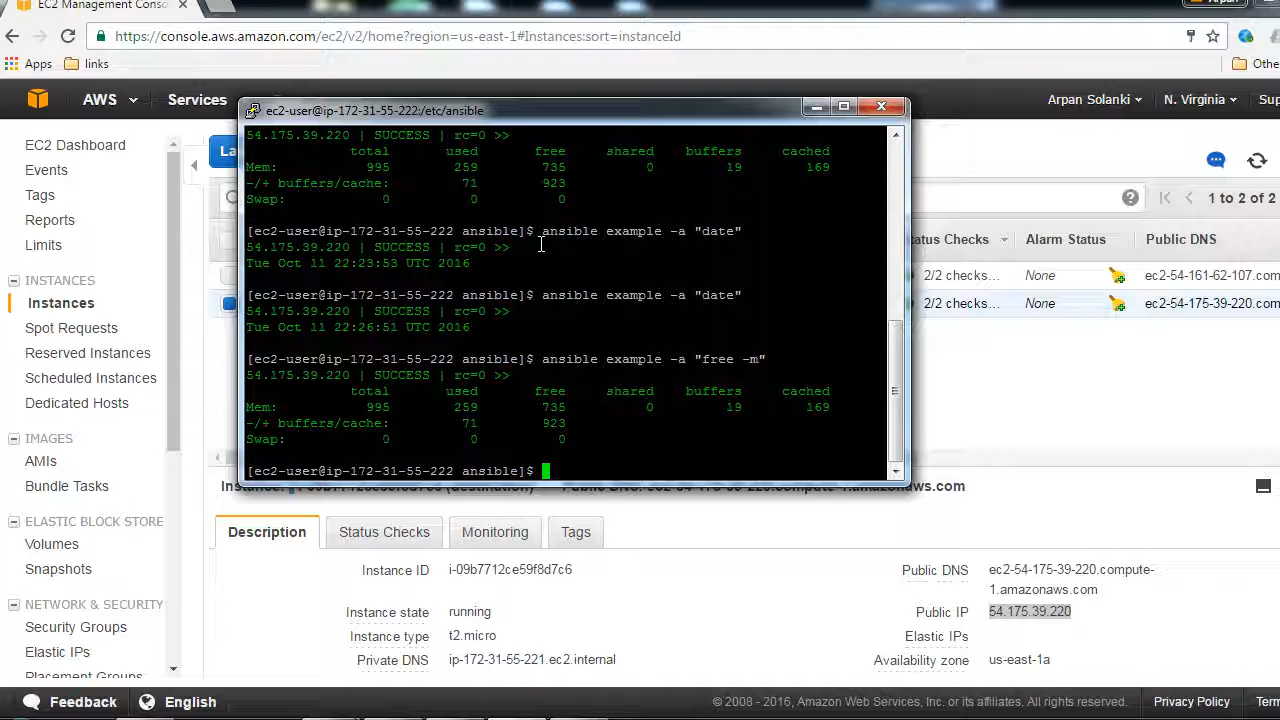 EC2 Management Conso
Arpan
https://console.aws.amazon.com/ec2/v2/home?region=us-east-1#Instances:sort=instanceId
Apps links Othe
AWS Services Arpan Solanki N. Virginia Sup
EC2 Dashboard
Events
Tags
Reports
Limits
INSTANCES
Instances
Spot Requests
Reserved Instances
Scheduled Instances
Dedicated Hosts
IMAGES
AMIs
Bundle Tasks
ELASTIC BLOCK STORE
Volumes
Snapshots
NETWORK & SECURITY
Security Groups
Elastic IPs
La
1 to 2 of 2
tatus Checks Alarm Status Public DNS
2/2 checks... None ec2-54-161-62-107.com
2/2 checks... None ec2-54-175-39-220.com
ec2-user@ip-172-31-55-222:/etc/ansible
54.175.39.220 | SUCCESS | rc=0 >>
total used free shared buffers cached
Mem: 995 259 735 0 19 169
-/+ buffers/cache: 71 923
Swap: 0 0 0
[ec2-user@ip-172-31-55-222 ansible]$ ansible example -a "date"
54.175.39.220 | SUCCESS | rc=0 >>
Tue Oct 11 22:23:53 UTC 2016
[ec2-user@ip-172-31-55-222 ansible]$ ansible example -a "date"
54.175.39.220 | SUCCESS | rc=0 >>
Tue Oct 11 22:26:51 UTC 2016
[ec2-user@ip-172-31-55-222 ansible]$ ansible example -a "free -m"
54.175.39.220 | SUCCESS | rc=0 >>
total used free shared buffers cached
Mem: 995 259 735 0 19 169
-/+ buffers/cache: 71 923
Swap: 0 0 0
[ec2-user@ip-172-31-55-222 ansible]$
amazonaws.com
Description Status Checks Monitoring Tags
Instance ID i-09b7712ce59f8d7c6
Instance state running
Instance type t2.micro
Private DNS ip-172-31-55-221.ec2.internal
Public DNS ec2-54-175-39-220.compute-
1.amazonaws.com
Public IP 54.175.39.220
Elastic IPs
Availability zone us-east-1a
Feedback English © 2008 - 2016, Amazon Web Services, Inc. or its affiliates. All rights reserved. Privacy Policy Term